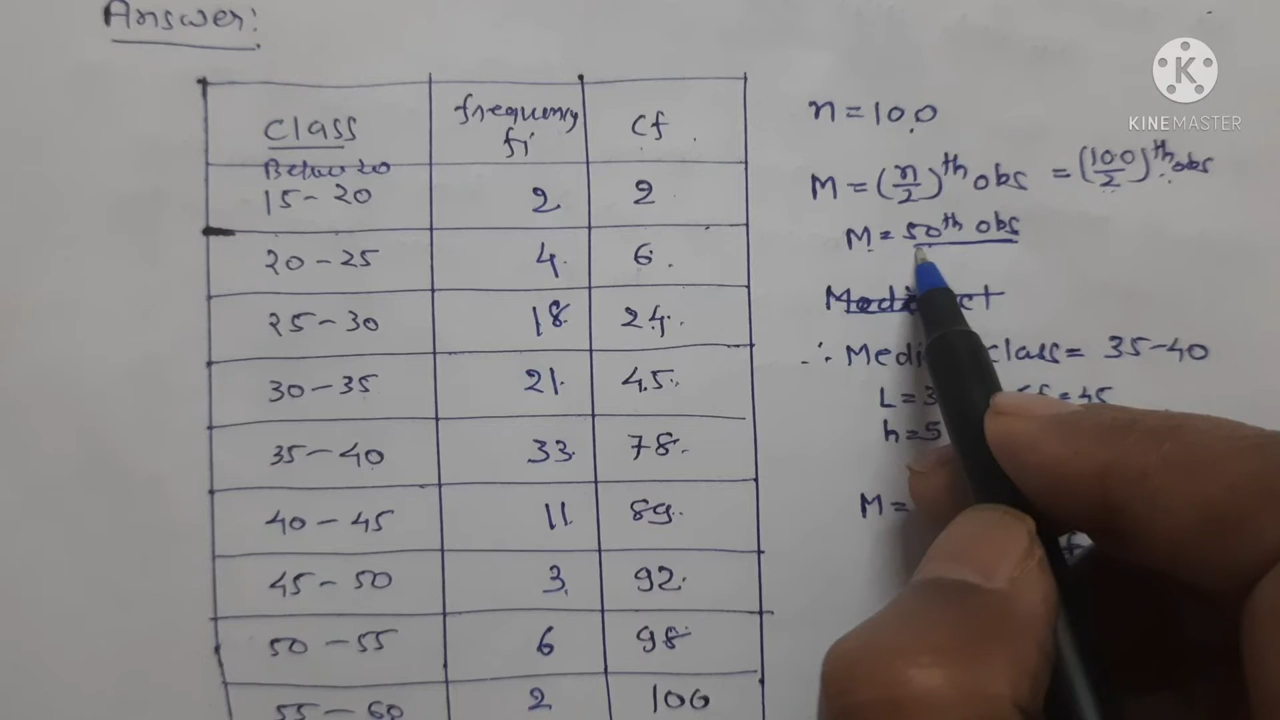 Answer:
class frequency fi Cf
Below 20
15-20 2 2
20-25 4 6
25-30 18 24
30-35 21 45
35-40 33 78
40-45 11 89
45-50 3 92
50-55 6 98
55-60 2 100
n=100
M = (n/2)th obs = (100/2)th obs
M = 50th obs
∴ class = 35-40
L = =45
h=5
M =
KINEMASTER